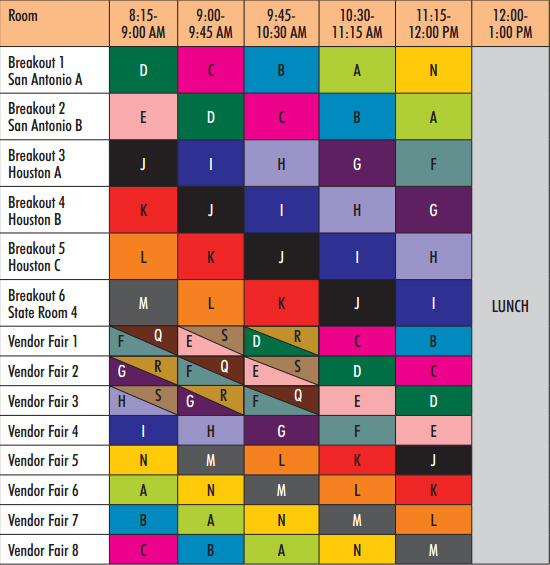 Room 8:15- 9:00- 9:45- 10:30- 11:15- 12:00-
9:00 AM 9:45 AM 10:30 AM 11:15 AM 12:00 PM 1:00 PM
Breakout 1
San Antonio A
D C B A N
Breakout 2
San Antonio B
E D C B A
Breakout 3
Houston A
J I H G F
Breakout 4
Houston B
K J I H G
Breakout 5
Houston C
L K J I H
Breakout 6
State Room 4
M L K J I
LUNCH
Vendor Fair 1 F Q E S D R C B
Vendor Fair 2 G R F Q E S D C
Vendor Fair 3 H S G R F Q E D
Vendor Fair 4 I H G F E
Vendor Fair 5 N M L K J
Vendor Fair 6 A N M L K
Vendor Fair 7 B A N M L
Vendor Fair 8 C B A N M